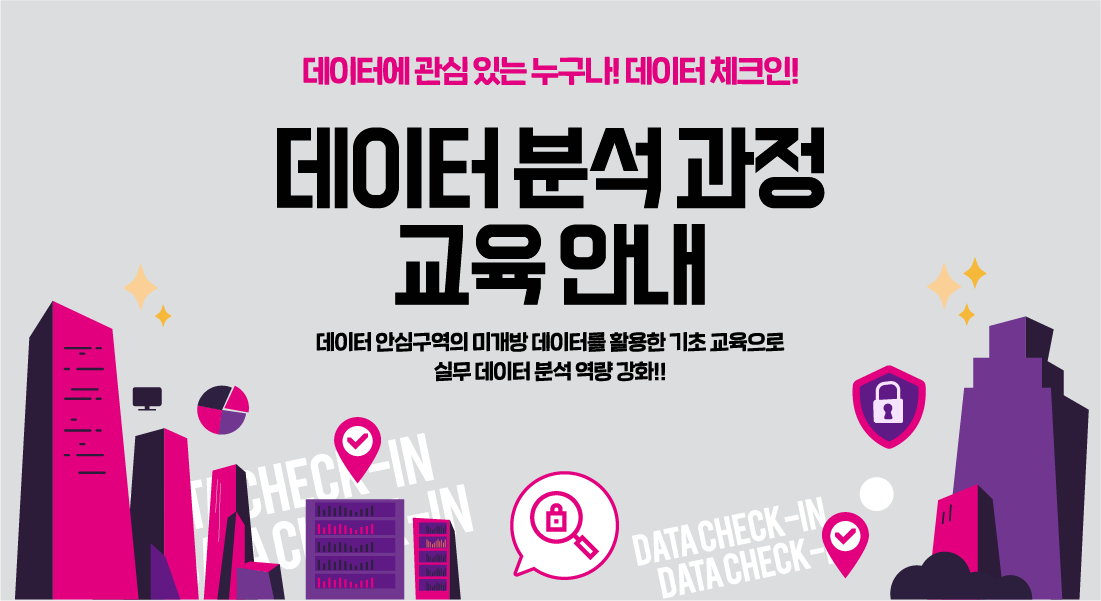 데이터에 관심 있는 누구나! 데이터 체크인!
데이터 분석 과정
교육 안내
데이터 안심구역의 미개방 데이터를 활용한 기초 교육으로
실무 데이터 분석 역량 강화!!
CHECK-IN
DATA CHECK-IN
DATA CHECK-